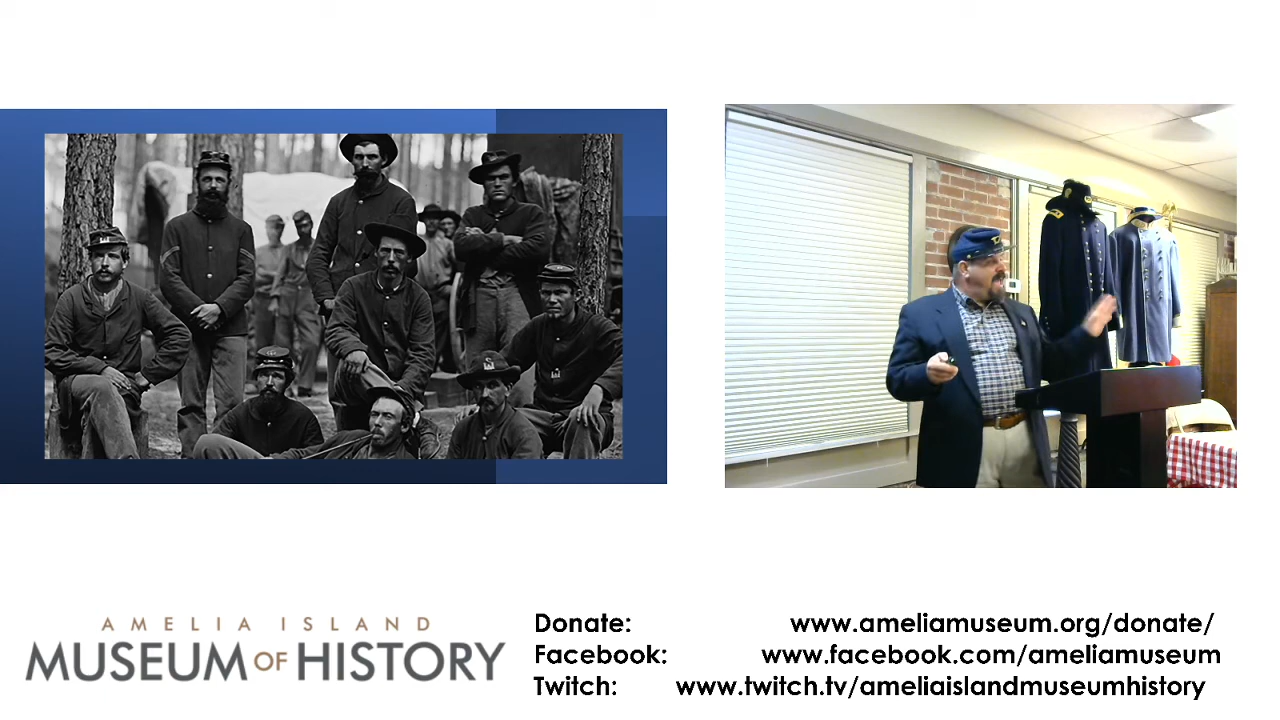 AMELIA ISLAND
MUSEUM OF HISTORY
Donate: www.ameliamuseum.org/donate/
Facebook: www.facebook.com/ameliamuseum
Twitch: www.twitch.tv/ameliaislandmuseumhistory